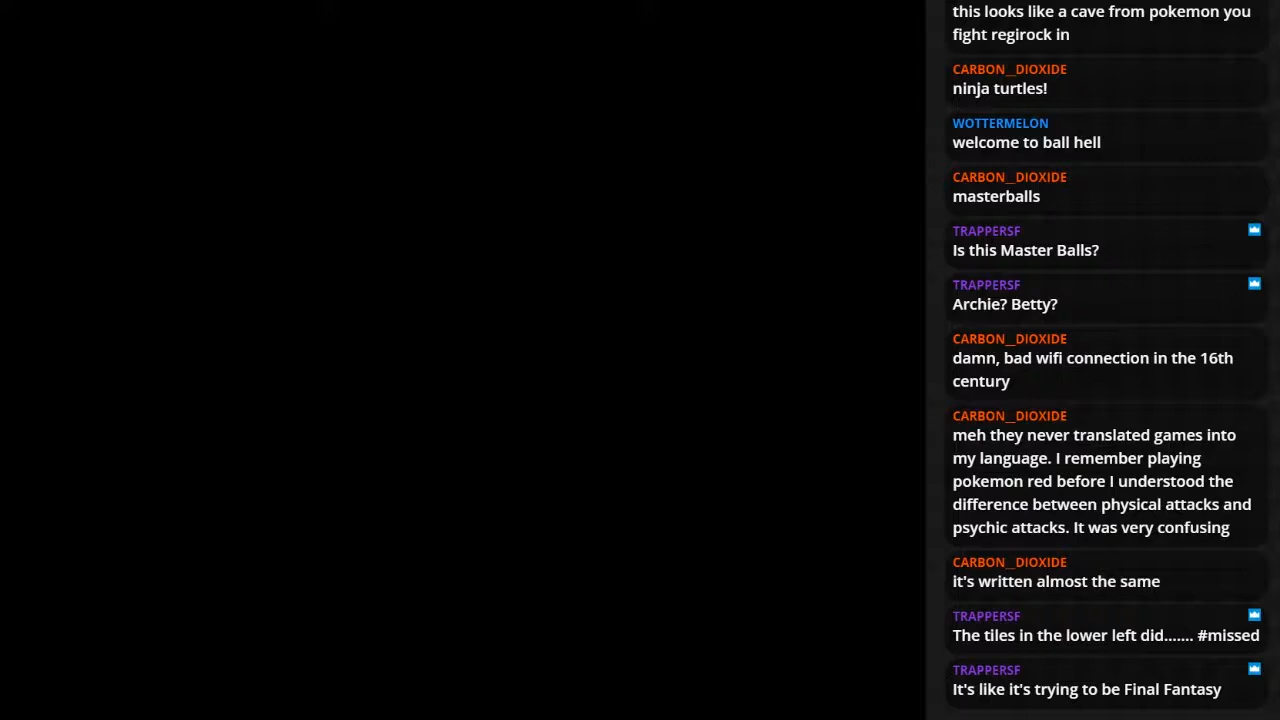 this looks like a cave from pokemon you
fight regirock in
CARBON__DIOXIDE
ninja turtles!
WOTTERMELON
welcome to ball hell
CARBON__DIOXIDE
masterballs
TRAPPERSF
Is this Master Balls?
TRAPPERSF
Archie? Betty?
CARBON__DIOXIDE
damn, bad wifi connection in the 16th
century
CARBON__DIOXIDE
meh they never translated games into
my language. I remember playing
pokemon red before I understood the
difference between physical attacks and
psychic attacks. It was very confusing
CARBON__DIOXIDE
it's written almost the same
TRAPPERSF
The tiles in the lower left did....... #missed
TRAPPERSF
It's like it's trying to be Final Fantasy